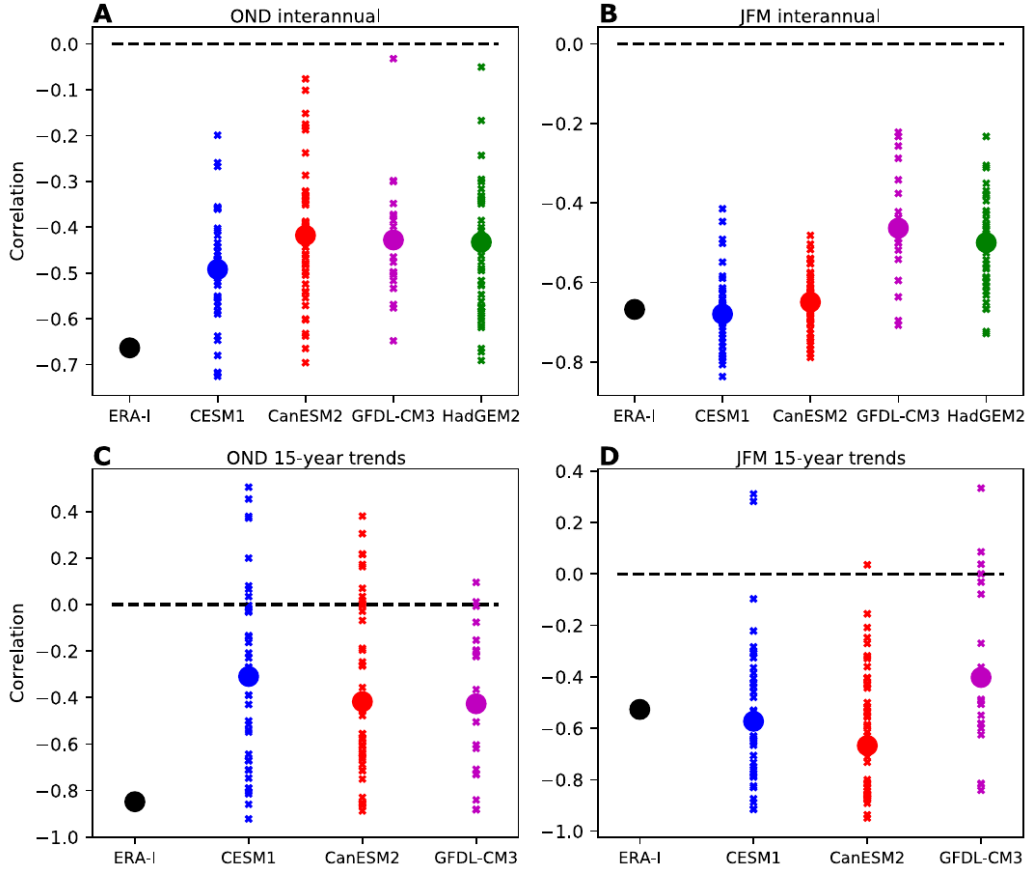 A
OND interannual
0.0
−0.1
−0.2
−0.3
−0.4
−0.5
−0.6
−0.7
Correlation
ERA-I CESM1 CanESM2 GFDL-CM3 HadGEM2
B
JFM interannual
0.0
−0.2
−0.4
−0.6
−0.8
ERA-I CESM1 CanESM2 GFDL-CM3 HadGEM2
C
OND 15-year trends
0.4
0.2
0.0
−0.2
−0.4
−0.6
−0.8
−1.0
Correlation
ERA-I CESM1 CanESM2 GFDL-CM3
D
JFM 15-year trends
0.4
0.2
0.0
−0.2
−0.4
−0.6
−0.8
−1.0
ERA-I CESM1 CanESM2 GFDL-CM3